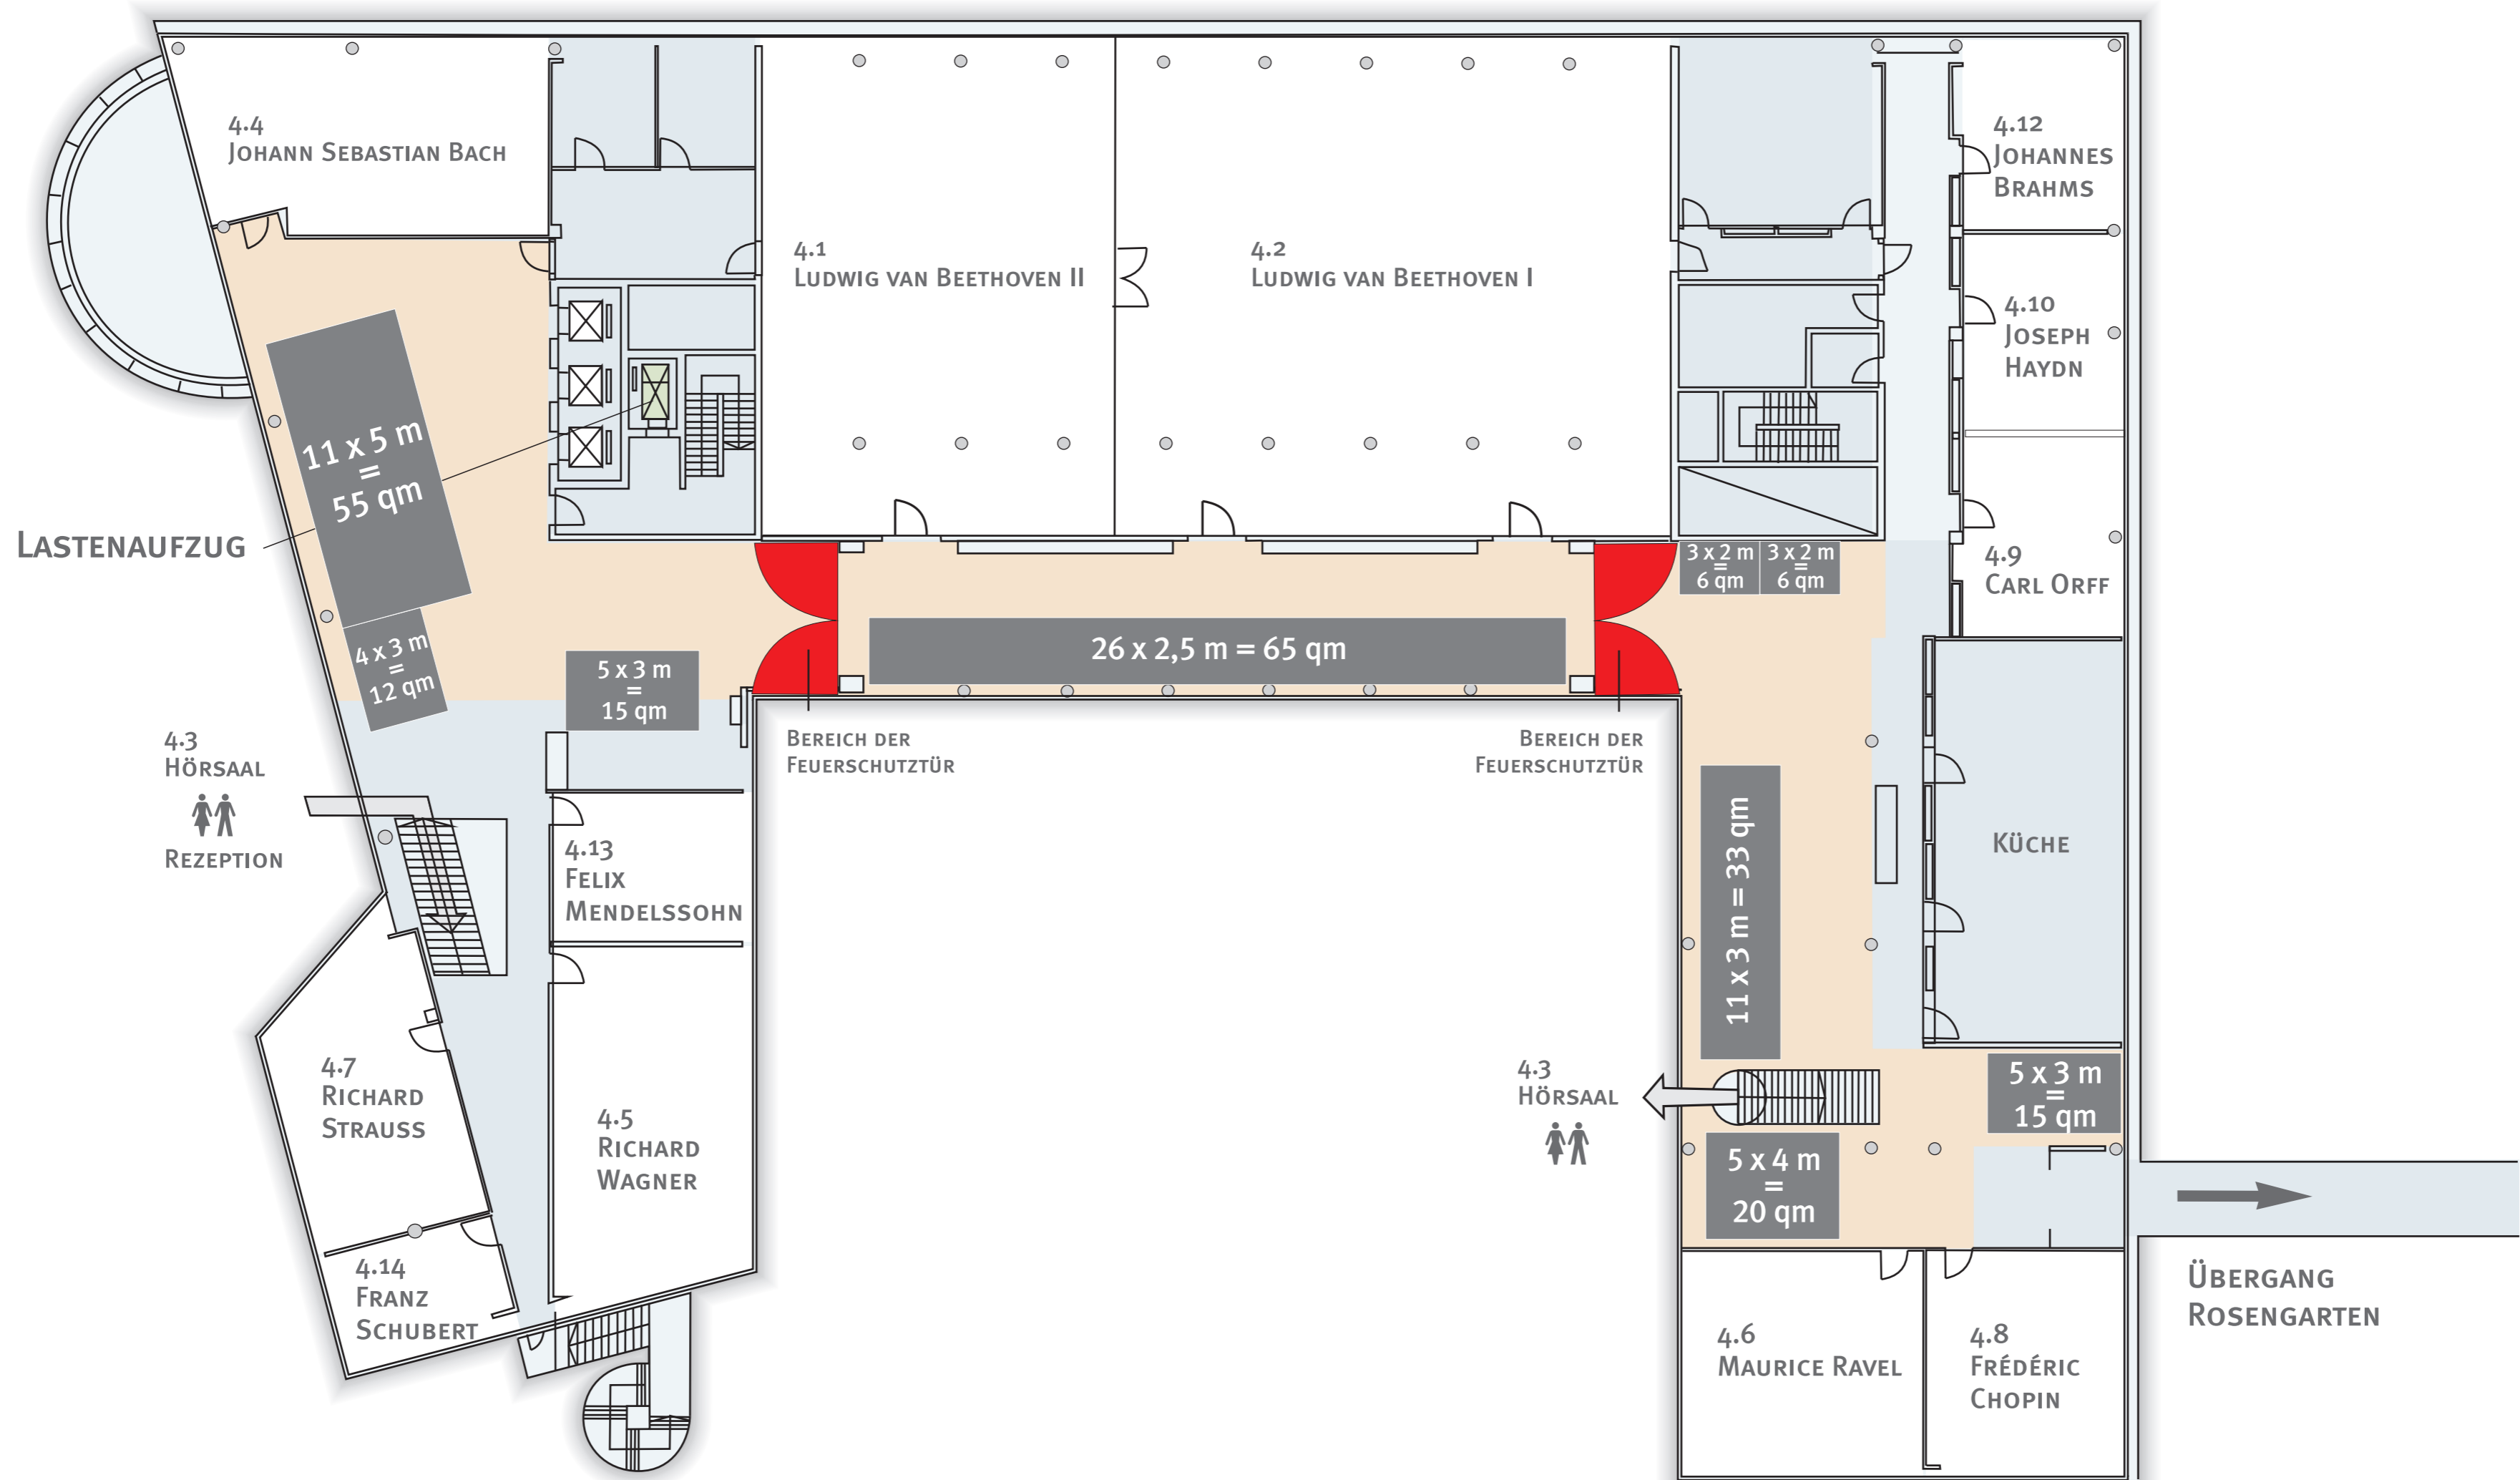 4.4
Johann Sebastian Bach
4.1
Ludwig van Beethoven II
4.2
Ludwig van Beethoven I
4.12
Johannes
Brahms
4.10
Joseph
Haydn
4.9
Carl Orff
11 x 5 m
=
55 qm
Lastenaufzug
4 x 3 m
=
12 qm
5 x 3 m
=
15 qm
26 x 2,5 m = 65 qm
3 x 2 m
=
6 qm
3 x 2 m
=
6 qm
Bereich der
Feuerschutztür
Bereich der
Feuerschutztür
4.3
Hörsaal
Rezeption
4.13
Felix
Mendelssohn
11 x 3 m = 33 qm
Küche
4.7
Richard
Strauss
4.5
Richard
Wagner
4.3
Hörsaal
5 x 3 m
=
15 qm
5 x 4 m
=
20 qm
4.14
Franz
Schubert
4.6
Maurice Ravel
4.8
Frédéric
Chopin
Übergang
Rosengarten